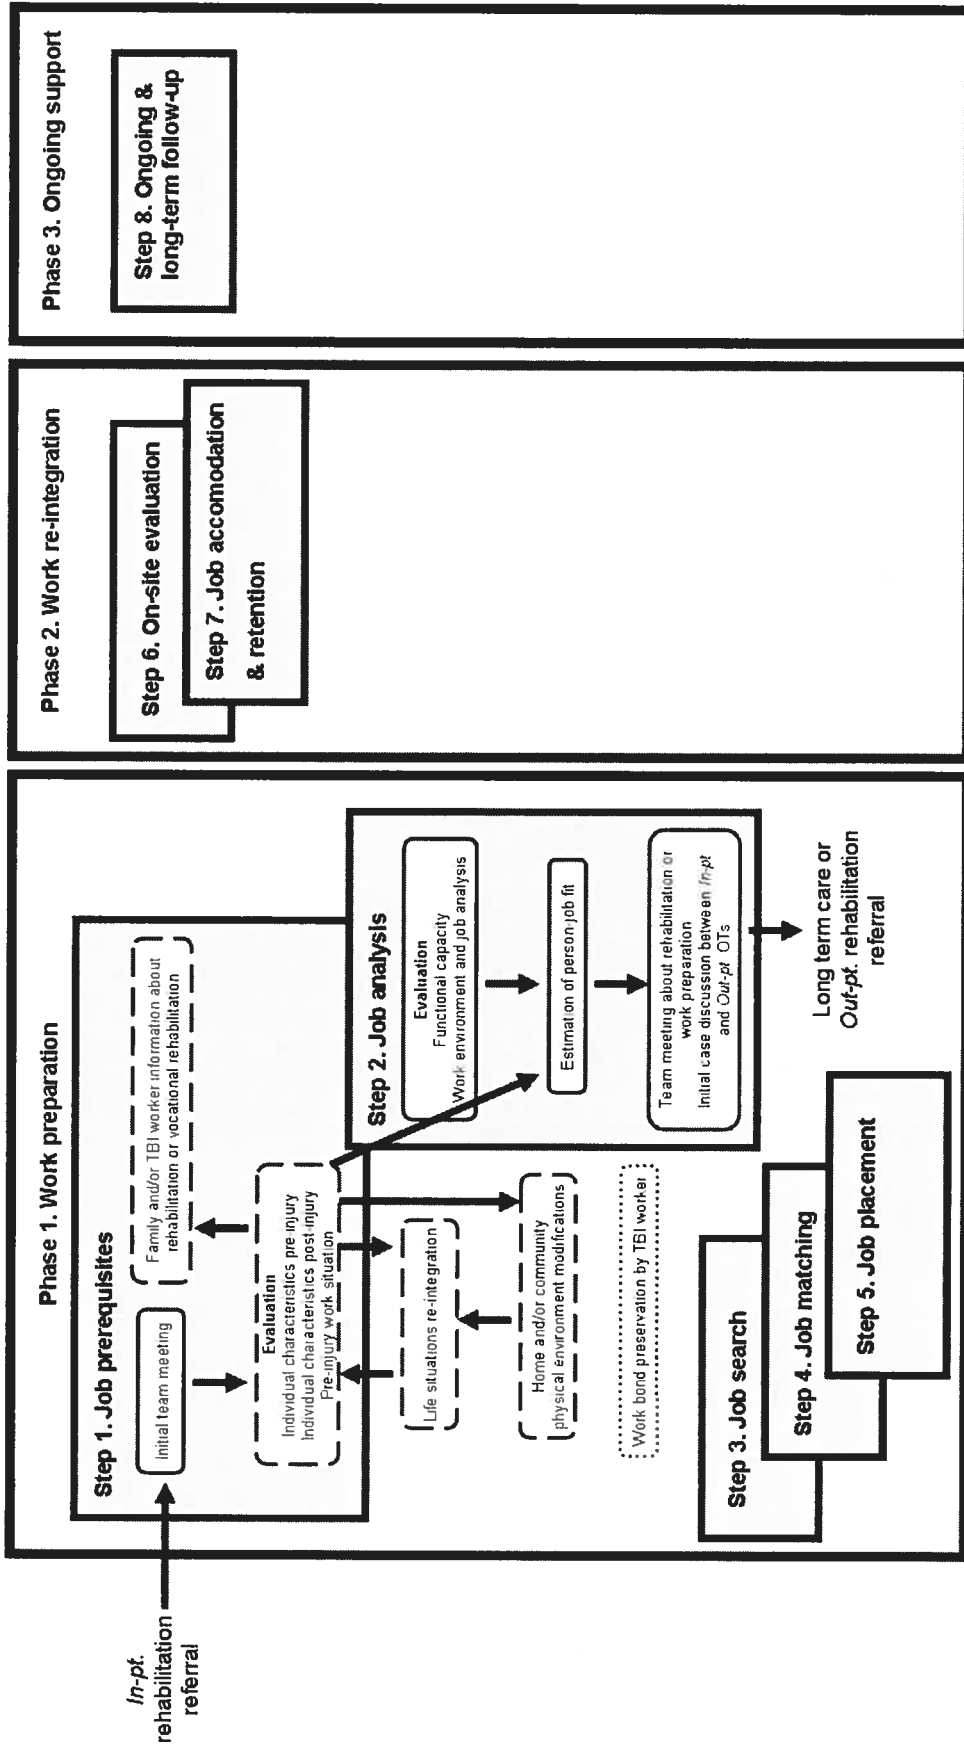 In-pt.
rehabilitation
referral
Phase 1. Work preparation
Step 1. Job prerequisites
Initial team meeting
Family and/or TBI worker information about
rehabilitation or vocational rehabilitation
Evaluation
Individual characteristics pre-injury
Individual characteristics post-injury
Pre-injury work situation
Life situations re-integration
Home and/or community
physical environment modifications
Work bond preservation by TBI worker
Step 2. Job analysis
Evaluation
Functional capacity
Work environment and job analysis
Estimation of person-job fit
Team meeting about rehabilitation or
work preparation
Initial case discussion between In-pt
and Out-pt OTs
Long term care or
Out-pt. rehabilitation
referral
Step 3. Job search
Step 4. Job matching
Step 5. Job placement
Phase 2. Work re-integration
Step 6. On-site evaluation
Step 7. Job accomodation
& retention
Phase 3. Ongoing support
Step 8. Ongoing &
long-term follow-up